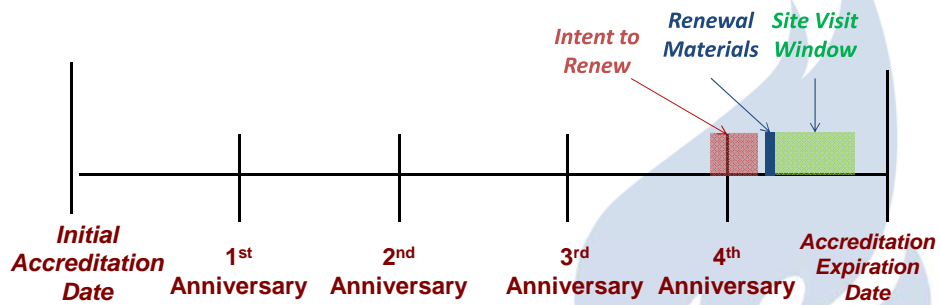 Intent to
Renew
Renewal
Materials
Site Visit
Window
Initial
Accreditation
Date
1st
Anniversary
2nd
Anniversary
3rd
Anniversary
4th
Anniversary
Accreditation
Expiration
Date